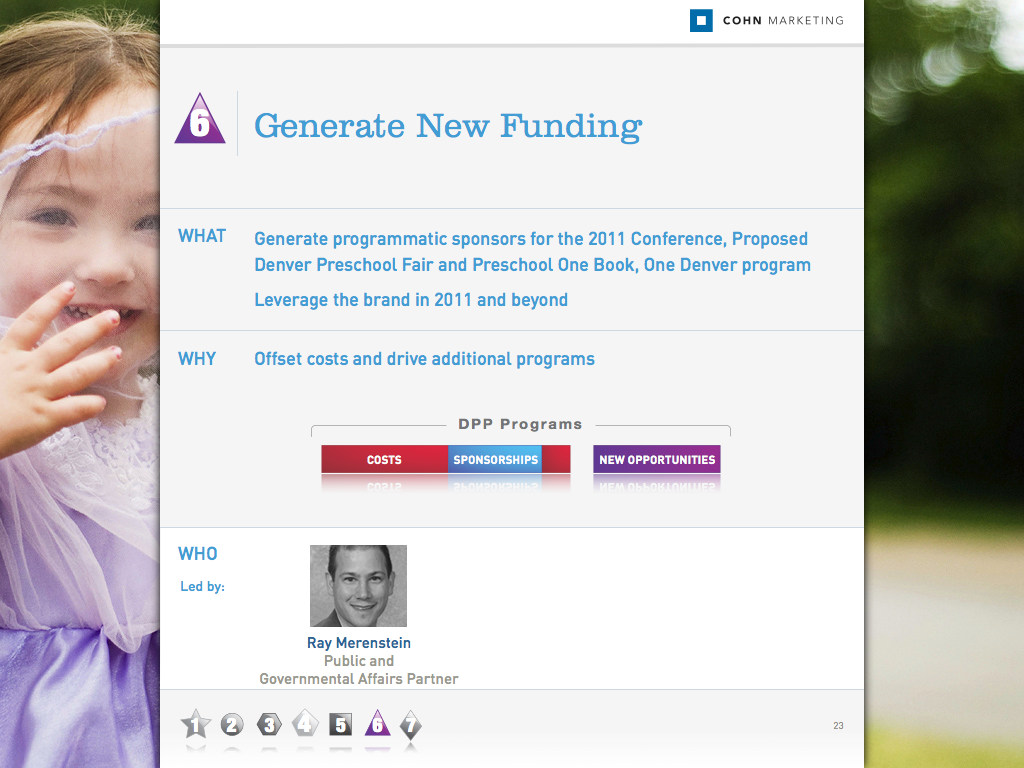 COHN MARKETING
6
Generate New Funding
WHAT
Generate programmatic sponsors for the 2011 Conference, Proposed
Denver Preschool Fair and Preschool One Book, One Denver program
Leverage the brand in 2011 and beyond
WHY
Offset costs and drive additional programs
DPP Programs
COSTS
SPONSORSHIPS
NEW OPPORTUNITIES
WHO
Led by:
Ray Merenstein
Public and
Governmental Affairs Partner
1 2 3 4 5 6 7
23